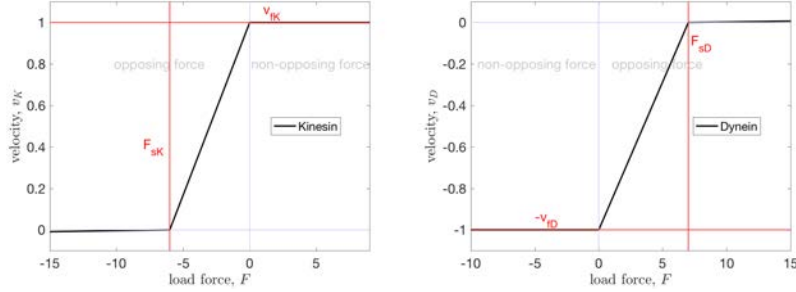 v_fK
opposing force
non-opposing force
F_sK
Kinesin
velocity, v_K
1
0.8
0.6
0.4
0.2
0
-15
-10
-5
0
5
load force, F
F_sD
non-opposing force
opposing force
-v_fD
Dynein
velocity, v_D
0
-0.2
-0.4
-0.6
-0.8
-1
-10
-5
0
5
10
15
load force, F